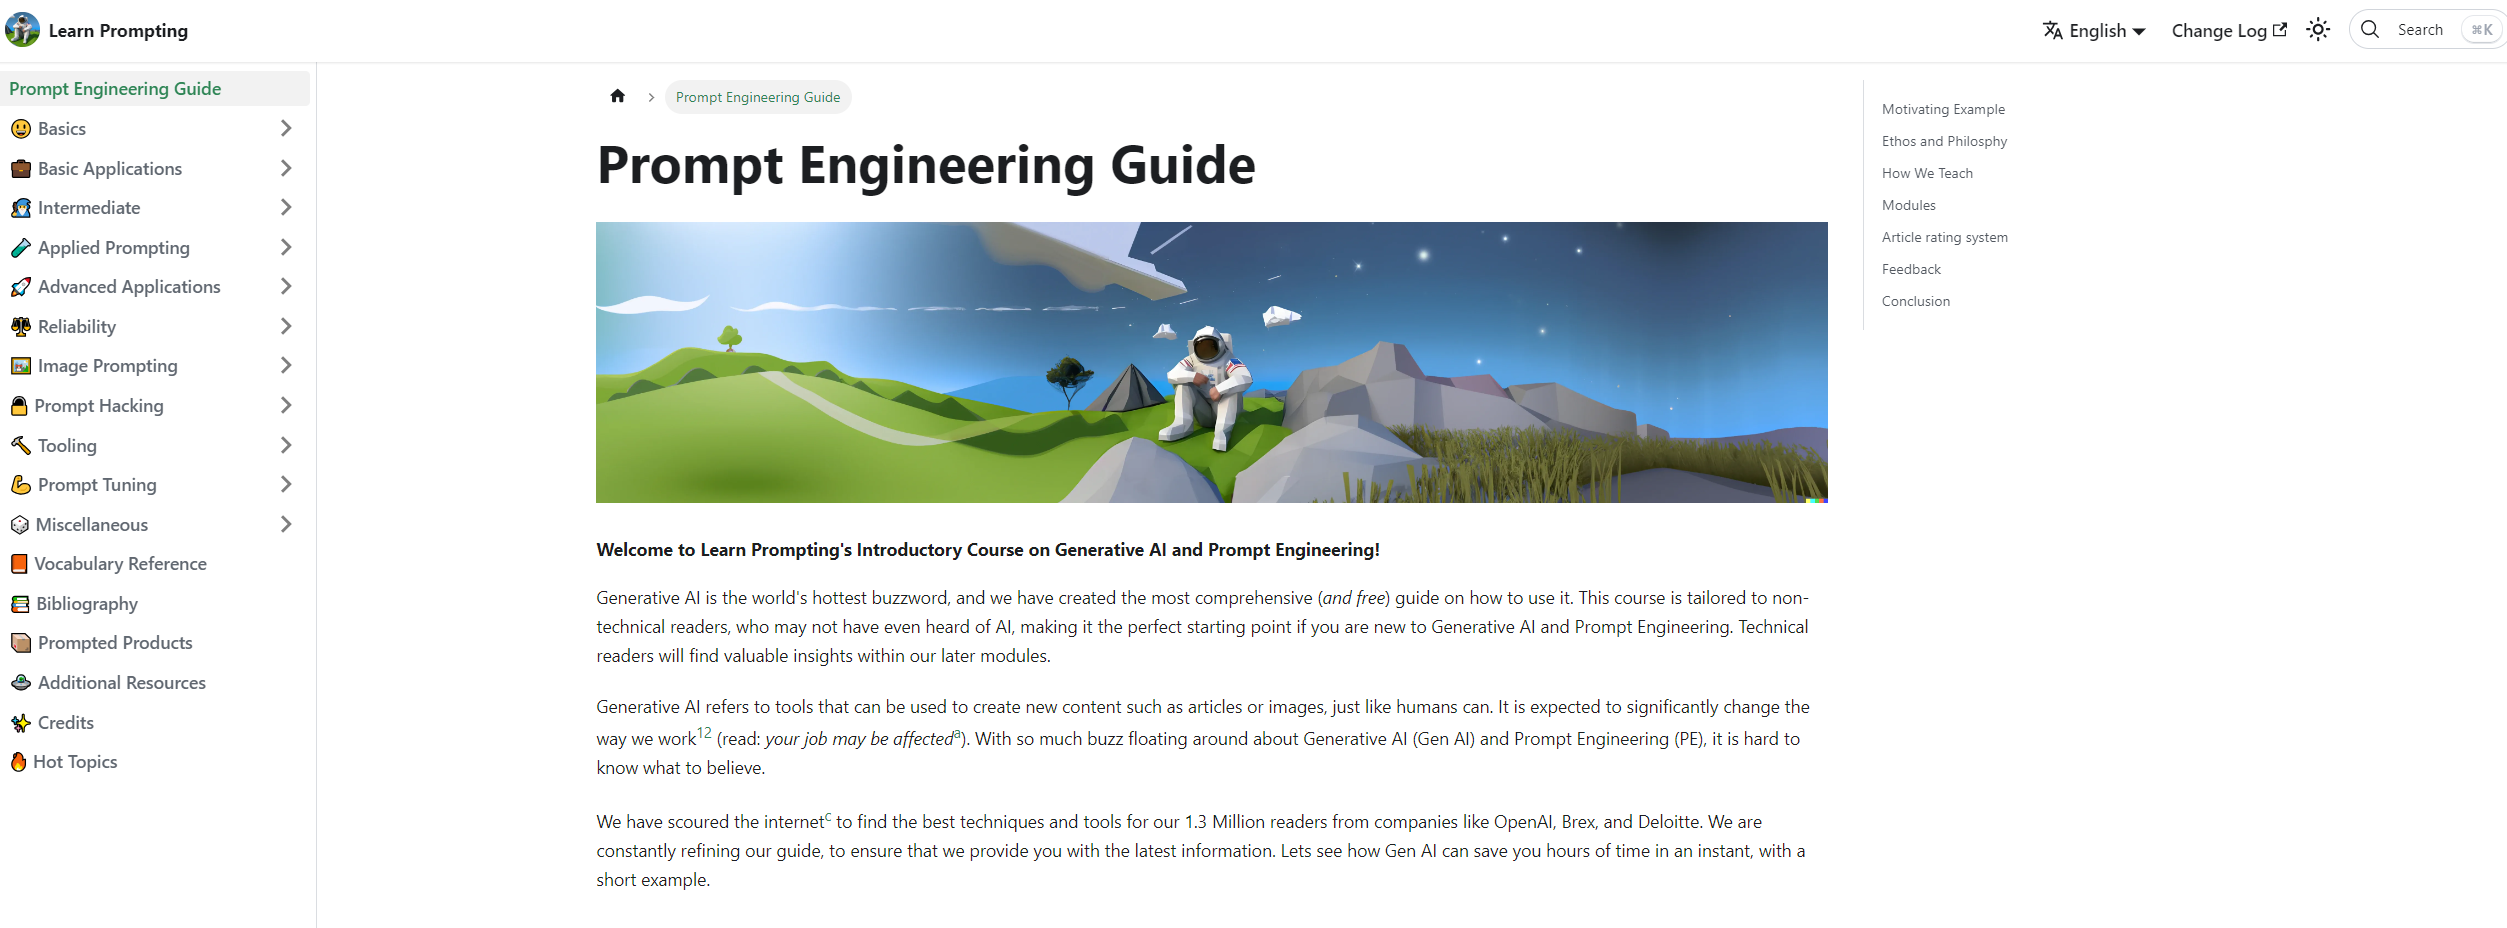 Learn Prompting
English
Change Log
Search
⌘K
Prompt Engineering Guide
Basics
Basic Applications
Intermediate
Applied Prompting
Advanced Applications
Reliability
Image Prompting
Prompt Hacking
Tooling
Prompt Tuning
Miscellaneous
Vocabulary Reference
Bibliography
Prompted Products
Additional Resources
Credits
Hot Topics
Prompt Engineering Guide
Prompt Engineering Guide
Welcome to Learn Prompting's Introductory Course on Generative AI and Prompt Engineering!
Generative AI is the world's hottest buzzword, and we have created the most comprehensive (and free) guide on how to use it. This course is tailored to non-
technical readers, who may not have even heard of AI, making it the perfect starting point if you are new to Generative AI and Prompt Engineering. Technical
readers will find valuable insights within our later modules.
Generative AI refers to tools that can be used to create new content such as articles or images, just like humans can. It is expected to significantly change the
way we work12 (read: your job may be affecteda). With so much buzz floating around about Generative AI (Gen AI) and Prompt Engineering (PE), it is hard to
know what to believe.
We have scoured the internetc to find the best techniques and tools for our 1.3 Million readers from companies like OpenAI, Brex, and Deloitte. We are
constantly refining our guide, to ensure that we provide you with the latest information. Lets see how Gen AI can save you hours of time in an instant, with a
short example.
Motivating Example
Ethos and Philosphy
How We Teach
Modules
Article rating system
Feedback
Conclusion